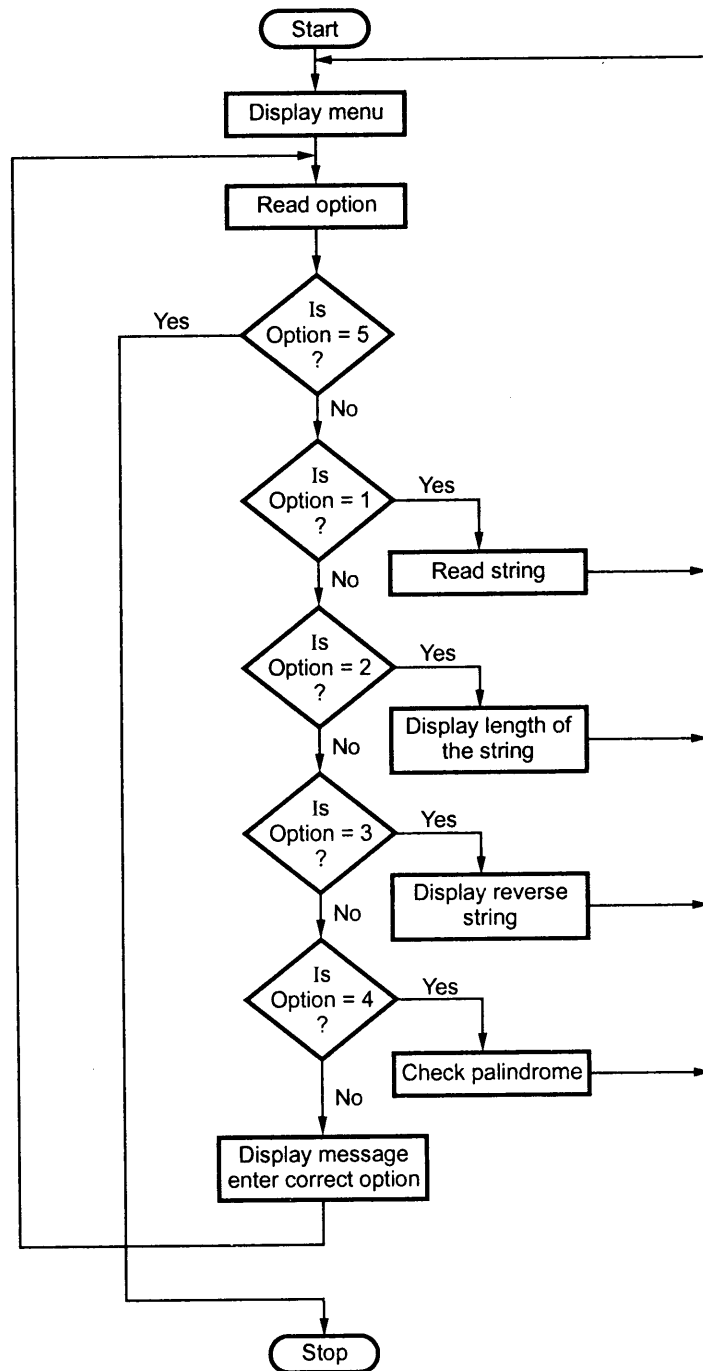 Start
Display menu
Read option
Is
Option = 5
?
Yes
No
Is
Option = 1
?
Yes
Read string
No
Is
Option = 2
?
Yes
Display length of
the string
No
Is
Option = 3
?
Yes
Display reverse
string
No
Is
Option = 4
?
Yes
Check palindrome
No
Display message
enter correct option
Stop